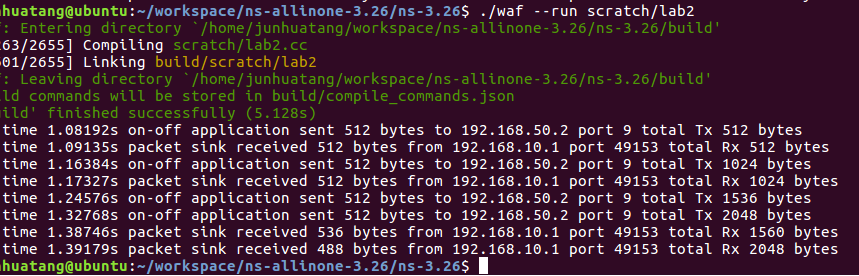 nhuatang@ubuntu:~/workspace/ns-allinone-3.26/ns-3.26$ ./waf --run scratch/lab2
': Entering directory `/home/junhuatang/workspace/ns-allinone-3.26/ns-3.26/build'
263/2655] Compiling scratch/lab2.cc
601/2655] Linking build/scratch/lab2
': Leaving directory `/home/junhuatang/workspace/ns-allinone-3.26/ns-3.26/build'
ld commands will be stored in build/compile_commands.json
ild' finished successfully (5.128s)
time 1.08192s on-off application sent 512 bytes to 192.168.50.2 port 9 total Tx 512 bytes
time 1.09135s packet sink received 512 bytes from 192.168.10.1 port 49153 total Rx 512 bytes
time 1.16384s on-off application sent 512 bytes to 192.168.50.2 port 9 total Tx 1024 bytes
time 1.17327s packet sink received 512 bytes from 192.168.10.1 port 49153 total Rx 1024 bytes
time 1.24576s on-off application sent 512 bytes to 192.168.50.2 port 9 total Tx 1536 bytes
time 1.32768s on-off application sent 512 bytes to 192.168.50.2 port 9 total Tx 2048 bytes
time 1.38746s packet sink received 536 bytes from 192.168.10.1 port 49153 total Rx 1560 bytes
time 1.39179s packet sink received 488 bytes from 192.168.10.1 port 49153 total Rx 2048 bytes
nhuatang@ubuntu:~/workspace/ns-allinone-3.26/ns-3.26$